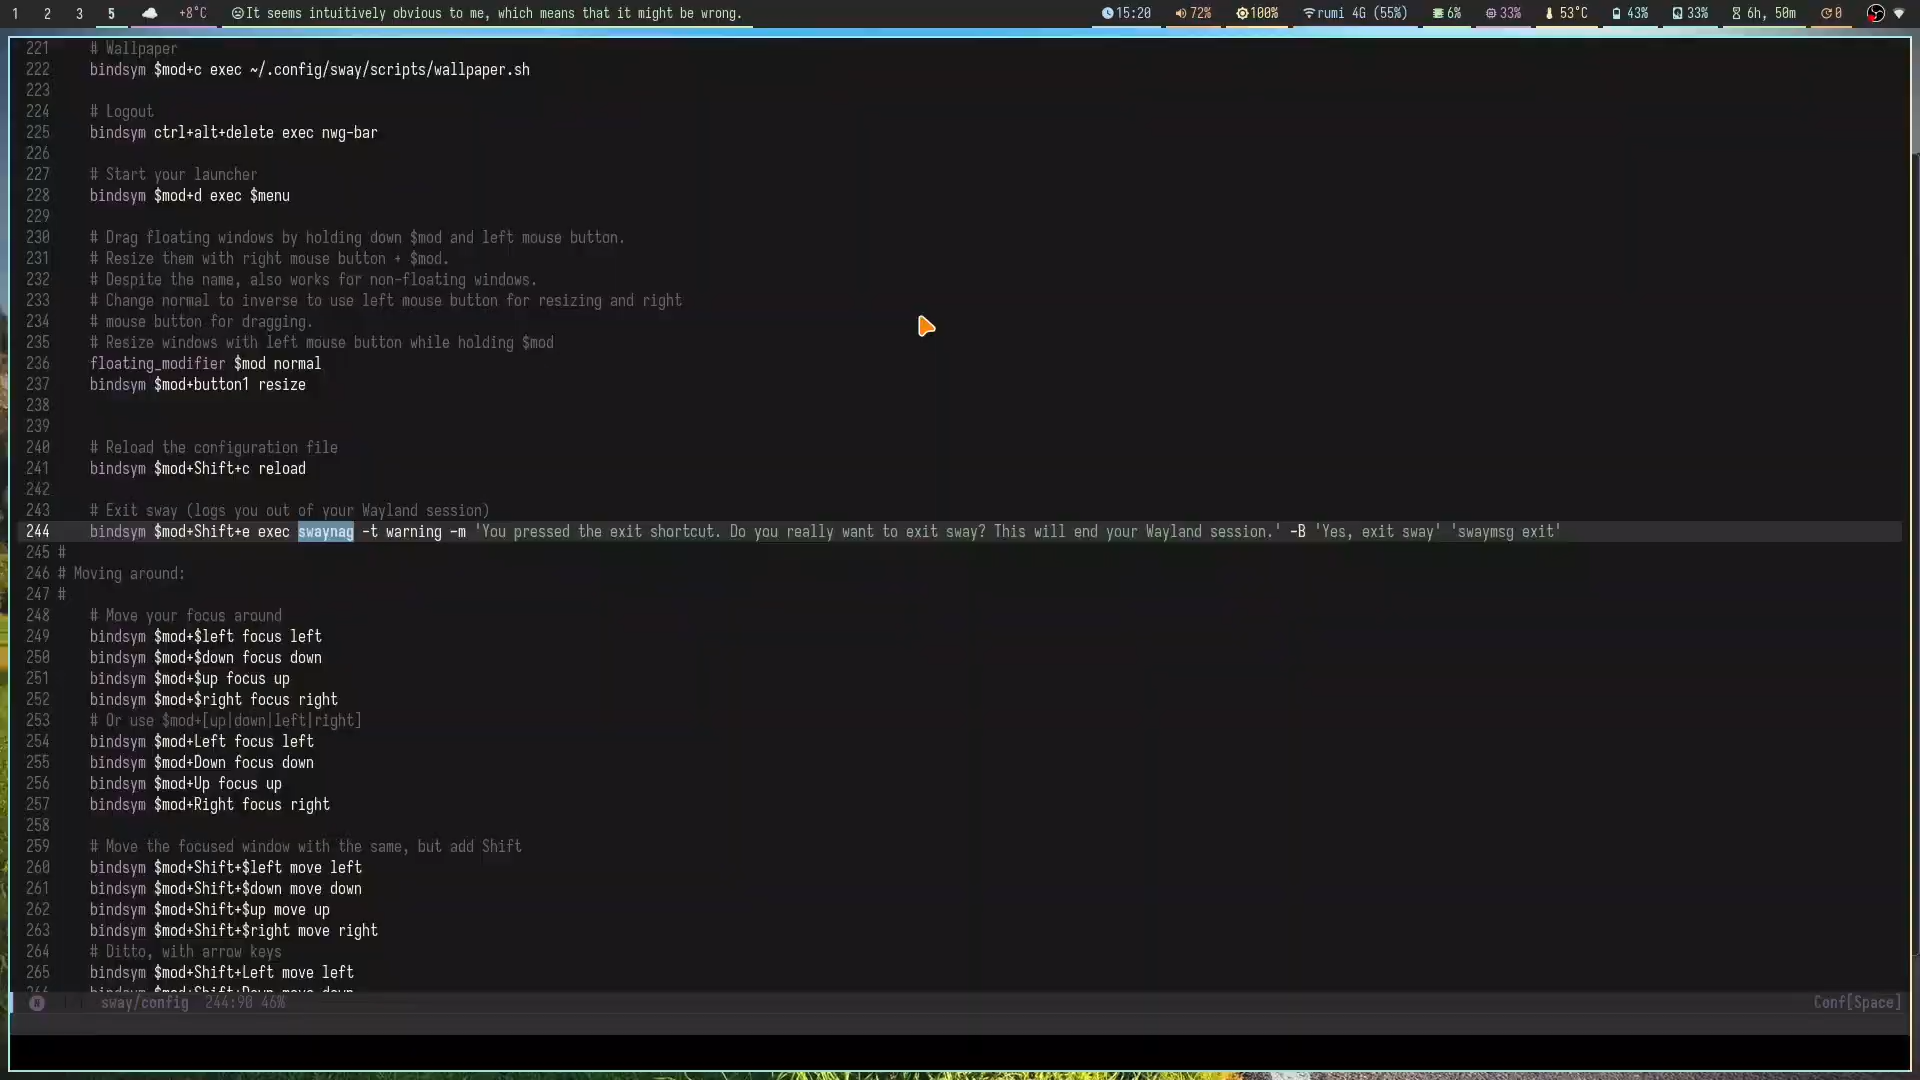 1 2 3 5 +8°C It seems intuitively obvious to me, which means that it might be wrong. 15:20 72% 100% rumi 4G (55%) 6% 33% 53°C 43% 33% 6h, 50m 0
221 # Wallpaper
222 bindsym $mod+c exec ~/.config/sway/scripts/wallpaper.sh
223
224 # Logout
225 bindsym ctrl+alt+delete exec nwg-bar
226
227 # Start your launcher
228 bindsym $mod+d exec $menu
229
230 # Drag floating windows by holding down $mod and left mouse button.
231 # Resize them with right mouse button + $mod.
232 # Despite the name, also works for non-floating windows.
233 # Change normal to inverse to use left mouse button for resizing and right
234 # mouse button for dragging.
235 # Resize windows with left mouse button while holding $mod
236 floating_modifier $mod normal
237 bindsym $mod+button1 resize
238
239
240 # Reload the configuration file
241 bindsym $mod+Shift+c reload
242
243 # Exit sway (logs you out of your Wayland session)
244 bindsym $mod+Shift+e exec swaynag -t warning -m 'You pressed the exit shortcut. Do you really want to exit sway? This will end your Wayland session.' -B 'Yes, exit sway' 'swaymsg exit'
245 #
246 # Moving around:
247 #
248 # Move your focus around
249 bindsym $mod+$left focus left
250 bindsym $mod+$down focus down
251 bindsym $mod+$up focus up
252 bindsym $mod+$right focus right
253 # Or use $mod+[up|down|left|right]
254 bindsym $mod+Left focus left
255 bindsym $mod+Down focus down
256 bindsym $mod+Up focus up
257 bindsym $mod+Right focus right
258
259 # Move the focused window with the same, but add Shift
260 bindsym $mod+Shift+$left move left
261 bindsym $mod+Shift+$down move down
262 bindsym $mod+Shift+$up move up
263 bindsym $mod+Shift+$right move right
264 # Ditto, with arrow keys
265 bindsym $mod+Shift+Left move left
266 bindsym $mod+Shift+Down move down
N sway/config 244:90 46% Conf[Space]